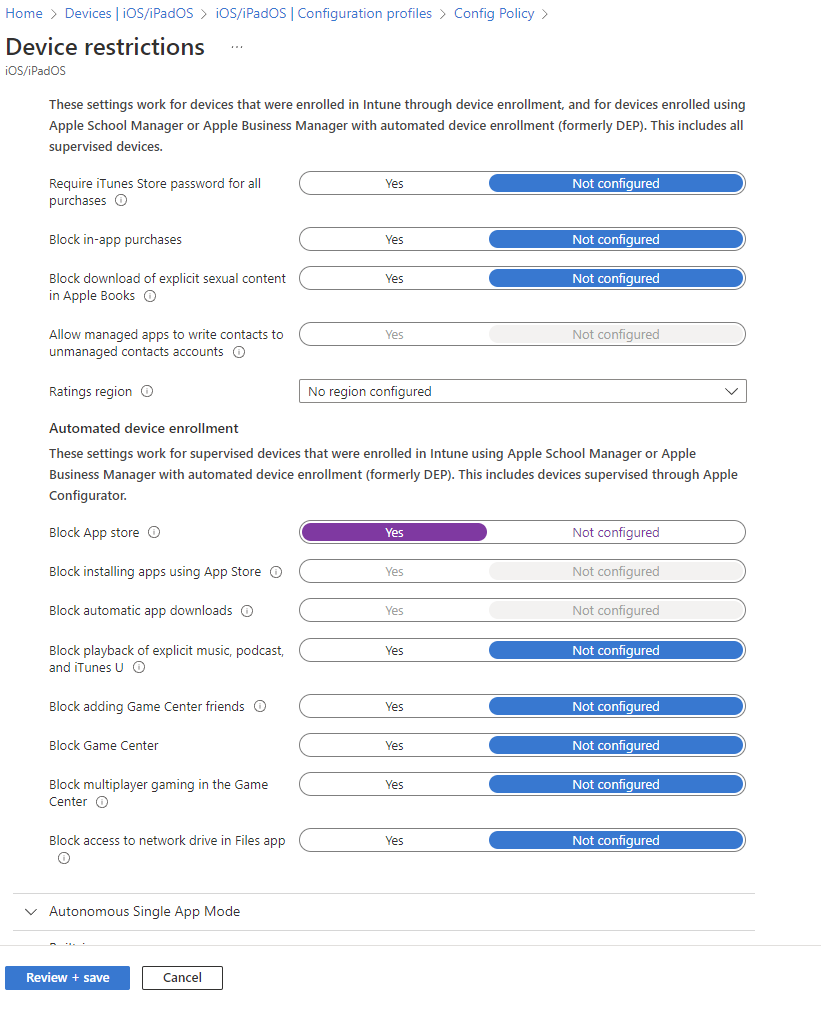 Home > Devices | iOS/iPadOS > iOS/iPadOS | Configuration profiles > Config Policy >
Device restrictions ...
iOS/iPadOS
These settings work for devices that were enrolled in Intune through device enrollment, and for devices enrolled using
Apple School Manager or Apple Business Manager with automated device enrollment (formerly DEP). This includes all
supervised devices.
Require iTunes Store password for all
purchases
Yes Not configured
Block in-app purchases
Yes Not configured
Block download of explicit sexual content
in Apple Books
Yes Not configured
Allow managed apps to write contacts to
unmanaged contacts accounts
Yes Not configured
Ratings region
No region configured
Automated device enrollment
These settings work for supervised devices that were enrolled in Intune using Apple School Manager or Apple
Business Manager with automated device enrollment (formerly DEP). This includes devices supervised through Apple
Configurator.
Block App store
Yes Not configured
Block installing apps using App Store
Yes Not configured
Block automatic app downloads
Yes Not configured
Block playback of explicit music, podcast,
and iTunes U
Yes Not configured
Block adding Game Center friends
Yes Not configured
Block Game Center
Yes Not configured
Block multiplayer gaming in the Game
Center
Yes Not configured
Block access to network drive in Files app
Yes Not configured
Autonomous Single App Mode
Review + save
Cancel